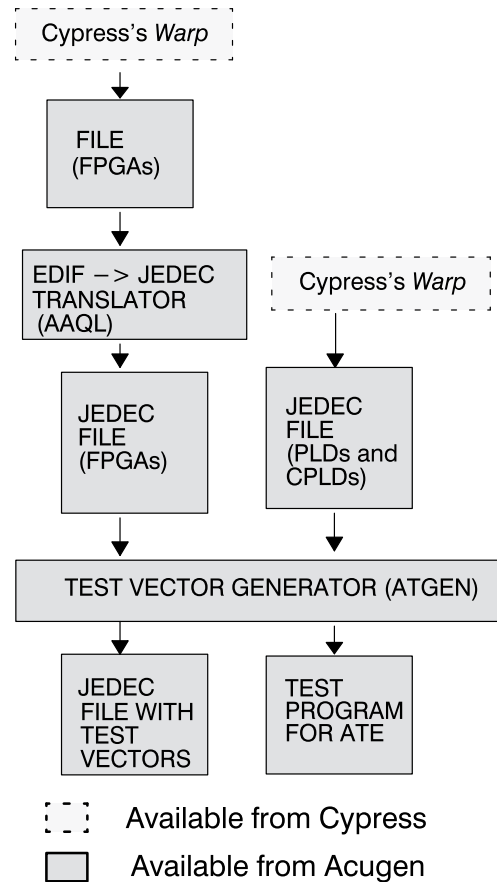 Cypress's Warp
FILE
(FPGAs)
EDIF −> JEDEC
TRANSLATOR
(AAQL)
Cypress's Warp
JEDEC
FILE
(FPGAs)
JEDEC
FILE
(PLDs and
CPLDs)
TEST VECTOR GENERATOR (ATGEN)
JEDEC
FILE WITH
TEST
VECTORS
TEST
PROGRAM
FOR ATE
Available from Cypress
Available from Acugen